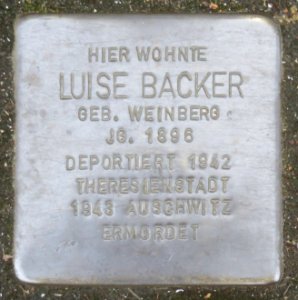 HIER WOHNTE
LUISE BACKER
GEB. WEINBERG
JG. 1896
DEPORTIERT 1942
THERESIENSTADT
1943 AUSCHWITZ
ERMORDET